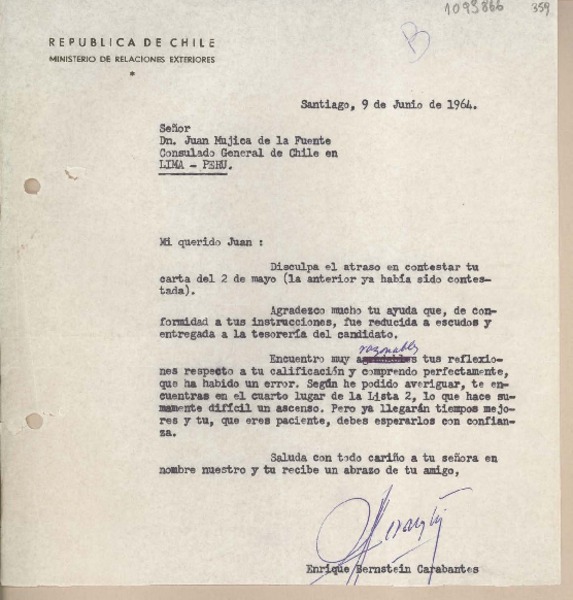 1093866
359
B
REPUBLICA DE CHILE
MINISTERIO DE RELACIONES EXTERIORES
*
Santiago, 9 de Junio de 1964.
Señor
Dn. Juan Mujica de la Fuente
Consulado General de Chile en
LIMA - PERU.
Mi querido Juan :
Disculpa el atraso en contestar tu
carta del 2 de mayo (la anterior ya había sido contes-
tada).
Agradezco mucho tu ayuda que, de con-
formidad a tus instrucciones, fue reducida a escudos y
entregada a la tesorería del candidato.
razonables
Encuentro muy tus reflexio-
nes respecto a tu calificación y comprendo perfectamente,
que ha habido un error. Según he podido averiguar, te en-
cuentras en el cuarto lugar de la Lista 2, lo que hace su-
mamente difícil un ascenso. Pero ya llegarán tiempos mejo-
res y tu, que eres paciente, debes esperarlos con confian-
za.
Saluda con todo cariño a tu señora en
nombre nuestro y tu recibe un abrazo de tu amigo,
Enrique Bernstein Carabantes